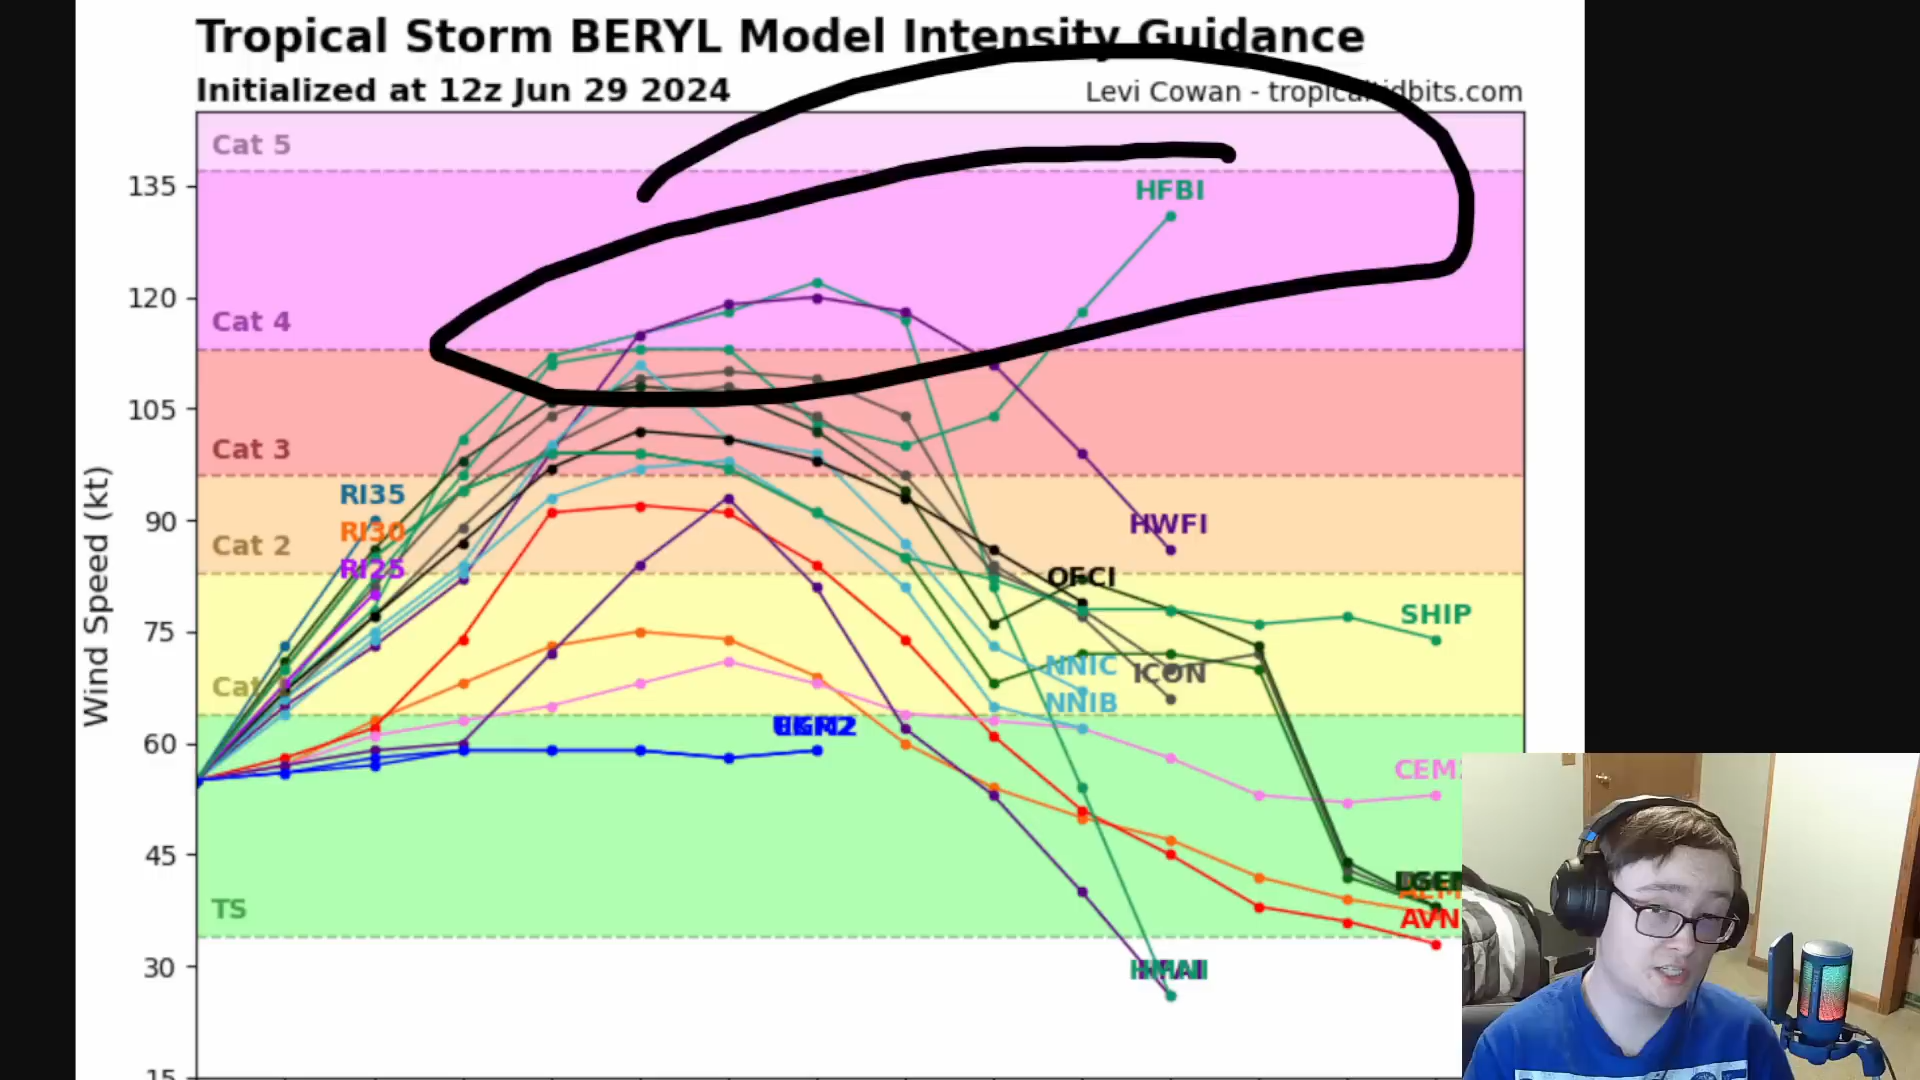 Tropical Storm BERYL Model Intensity Guidance
Initialized at 12z Jun 29 2024
Levi Cowan - tropicaltidbits.com
Cat 5
135
HFBI
120
Cat 4
105
Cat 3
RI35
90
RI30
HWFI
Cat 2
RI25
OFCI
75
SHIP
NNIC
ICON
Cat
NNIB
60
45
AVN
TS
30
15
Wind Speed (kt)